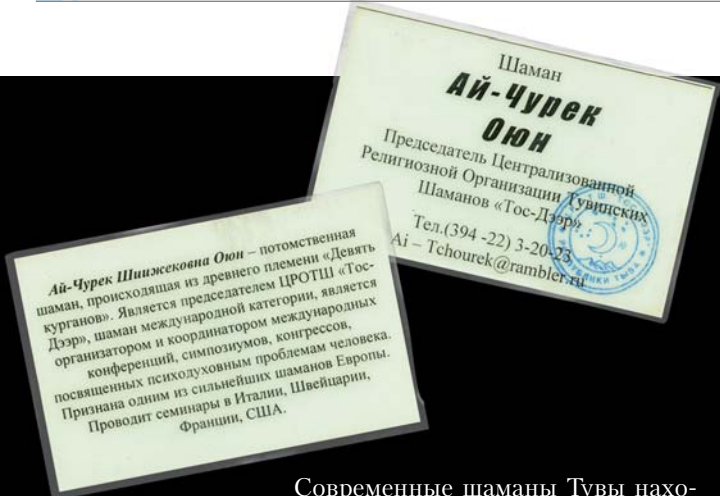 Шаман
Ай-Чурек
Оюн
Председатель Централизованной
Религиозной Организации Тувинских
Шаманов «Тос-Дээр»
Тел.(394 -22) 3-20-23
Ai – Tchourek@rambler.ru
Ай-Чурек Шиижековна Оюн – потомственная
шаман, происходящая из древнего племени «Девять
курганов». Является председателем ЦРОТШ «Тос-
Дээр», шаман международной категории, является
организатором и координатором международных
конференций, симпозиумов, конгрессов,
посвященных психодуховным проблемам человека.
Признана одним из сильнейших шаманов Европы.
Проводит семинары в Италии, Швейцарии,
Франции, США.
Современные шаманы Тувы нахо-